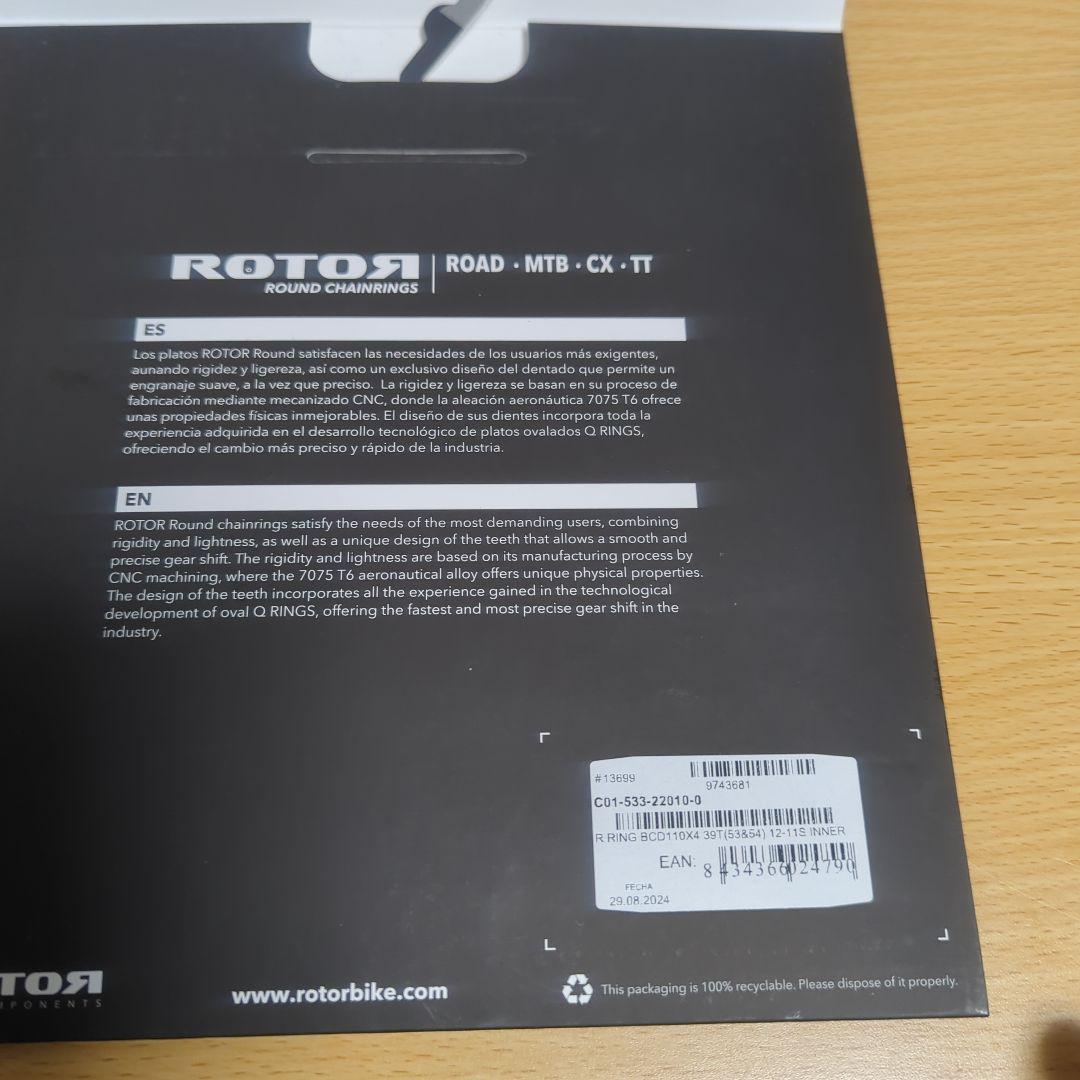 ROTOR
ROUND CHAINRINGS
ROAD · MTB · CX · TT
ES
Los platos ROTOR Round satisfacen las necesidades de los usuarios más exigentes,
aunando rigidez y ligereza, así como un exclusivo diseño del dentado que permite un
engranaje suave, a la vez que preciso. La rigidez y ligereza se basan en su proceso de
fabricación mediante mecanizado CNC, donde la aleación aeronáutica 7075 T6 ofrece
unas propiedades físicas inmejorables. El diseño de sus dientes incorpora toda la
experiencia adquirida en el desarrollo tecnológico de platos ovalados Q RINGS,
ofreciendo el cambio más preciso y rápido de la industria.
EN
ROTOR Round chainrings satisfy the needs of the most demanding users, combining
rigidity and lightness, as well as a unique design of the teeth that allows a smooth and
precise gear shift. The rigidity and lightness are based on its manufacturing process by
CNC machining, where the 7075 T6 aeronautical alloy offers unique physical properties.
The design of the teeth incorporates all the experience gained in the technological
development of oval Q RINGS, offering the fastest and most precise gear shift in the
industry.
#13699
9743681
C01-533-22010-0
R RING BCD110X4 39T(53&54) 12-11S INNER
EAN: 8 434366 024790
FECHA
29.08.2024
TOR
PONENTS
www.rotorbike.com
This packaging is 100% recyclable. Please dispose of it properly.